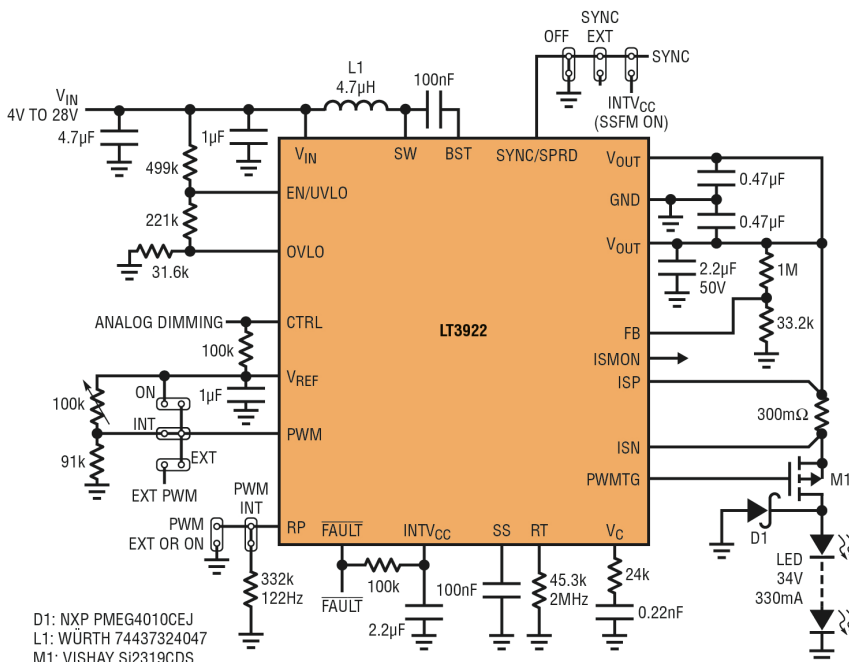 SYNC
OFF EXT
SYNC
INTVCC
(SSFM ON)
L1
4.7µH
100nF
VIN
4V TO 28V
4.7µF
1µF
499k
221k
31.6k
VIN
SW
BST
SYNC/SPRD
EN/UVLO
OVLO
CTRL
VREF
PWM
RP
FAULT
INTVCC
SS
RT
VC
LT3922
VOUT
GND
VOUT
FB
ISMON
ISP
ISN
PWMTG
0.47µF
0.47µF
2.2µF
50V
1M
33.2k
300mΩ
M1
D1
LED
34V
330mA
ANALOG DIMMING
100k
1µF
100k
ON
INT
EXT
91k
EXT PWM
PWM
INT
PWM
EXT OR ON
332k
122Hz
FAULT
100k
2.2µF
100nF
45.3k
2MHz
24k
0.22nF
D1: NXP PMEG4010CEJ
L1: WÜRTH 74437324047
M1: VISHAY Si2319CDS